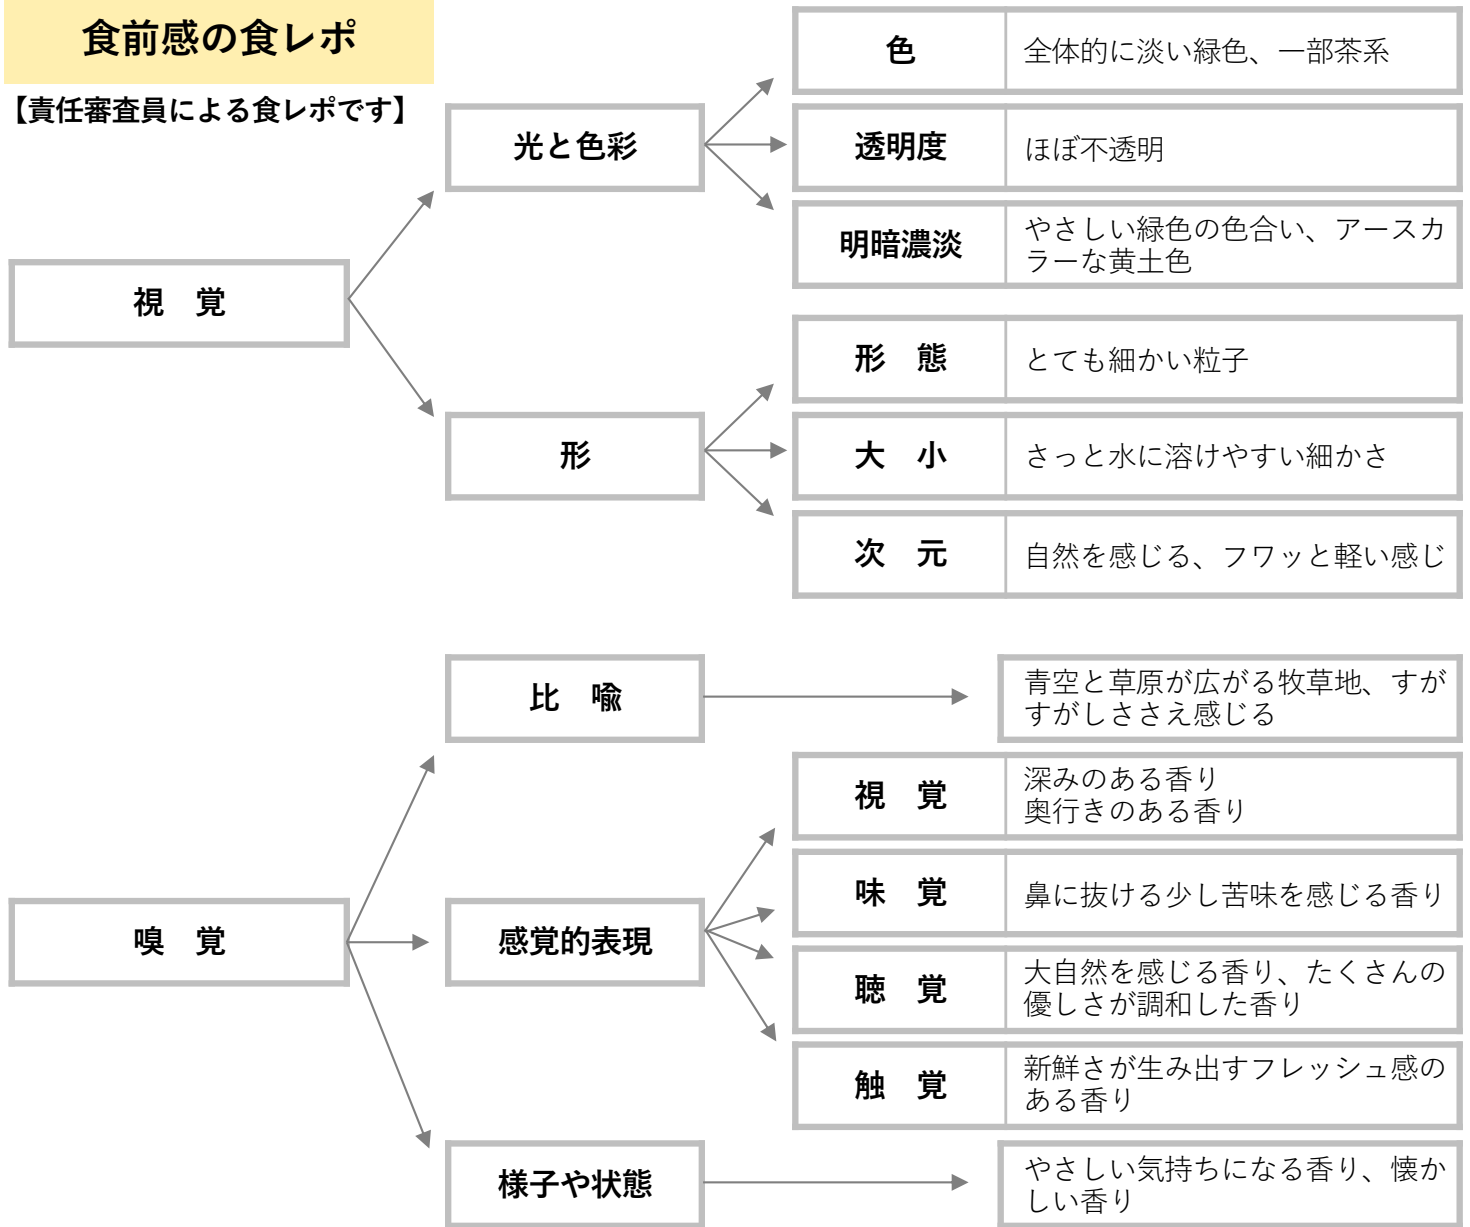 食前感の食レポ
【責任審査員による食レポです】
視　覚
光と色彩
色
全体的に淡い緑色、一部茶系
透明度
ほぼ不透明
明暗濃淡
やさしい緑色の色合い、アースカ
ラーな黄土色
形
形　態
とても細かい粒子
大　小
さっと水に溶けやすい細かさ
次　元
自然を感じる、フワッと軽い感じ
嗅　覚
比　喩
青空と草原が広がる牧草地、すが
すがしささえ感じる
感覚的表現
視　覚
深みのある香り
奥行きのある香り
味　覚
鼻に抜ける少し苦味を感じる香り
聴　覚
大自然を感じる香り、たくさんの
優しさが調和した香り
触　覚
新鮮さが生み出すフレッシュ感の
ある香り
様子や状態
やさしい気持ちになる香り、懐か
しい香り